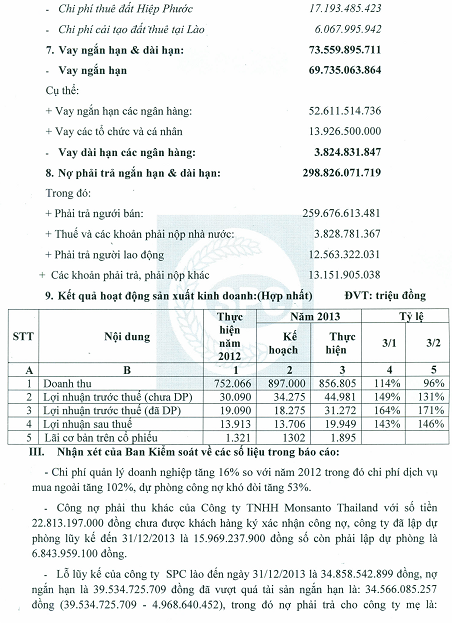 - Chi phí thuê đất Hiệp Phước 17.193.485.423
- Chi phí cải tạo đất thuê tại Lào 6.067.995.942
7. Vay ngắn hạn & dài hạn: 73.559.895.711
- Vay ngắn hạn 69.735.063.864
Cụ thể:
+ Vay ngắn hạn các ngân hàng: 52.611.514.736
+ Vay các tổ chức và cá nhân 13.926.500.000
- Vay dài hạn các ngân hàng: 3.824.831.847
8. Nợ phải trả ngắn hạn & dài hạn: 298.826.071.719
Trong đó:
+ Phải trả người bán: 259.676.613.481
+ Thuế và các khoản phải nộp nhà nước: 3.828.781.367
+ Phải trả người lao động 12.563.322.031
+ Các khoản phải trả, phải nộp khác 13.151.905.038
9. Kết quả hoạt động sản xuất kinh doanh:(Hợp nhất) ĐVT: triệu đồng
STT Nội dung Thực hiện năm 2012 Năm 2013 Tỷ lệ
Kế hoạch Thực hiện 3/1 3/2
A B 1 2 3 4 5
1 Doanh thu 752.066 897.000 856.805 114% 96%
2 Lợi nhuận trước thuế (chưa DP) 30.090 34.275 44.981 149% 131%
3 Lợi nhuận trước thuế (đã DP) 19.090 18.275 31.272 164% 171%
4 Lợi nhuận sau thuế 13.913 13.706 19.949 143% 146%
5 Lãi cơ bản trên cổ phiếu 1.321 1302 1.895
III. Nhận xét của Ban Kiểm soát về các số liệu trong báo cáo:
- Chi phí quản lý doanh nghiệp tăng 16% so với năm 2012 trong đó chi phí dịch vụ
mua ngoài tăng 102%, dự phòng công nợ khó đòi tăng 53%.
- Công nợ phải thu khác của Công ty TNHH Monsanto Thailand với số tiền
22.813.197.000 đồng chưa được khách hàng ký xác nhận công nợ, công ty đã lập dự
phòng lũy kế đến 31/12/2013 là 15.969.237.900 đồng số còn phải lập dự phòng là
6.843.959.100 đồng.
- Lỗ lũy kế của công ty SPC lào đến ngày 31/12/2013 là 34.858.542.899 đồng, nợ
ngắn hạn là 39.534.725.709 đồng đã vượt quá tài sản ngắn hạn là: 34.566.085.257
đồng (39.534.725.709 - 4.968.640.452), trong đó nợ phải trả cho công ty mẹ là:
SPC